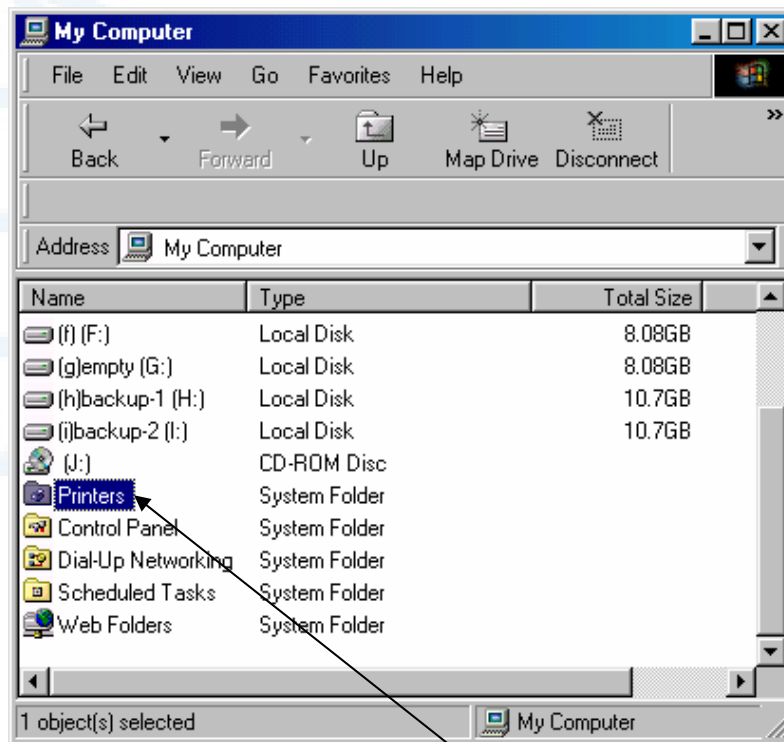 My Computer
File Edit View Go Favorites Help
Back Forward Up Map Drive Disconnect »
Address My Computer
Name Type Total Size
(f) (F:) Local Disk 8.08GB
(g)empty (G:) Local Disk 8.08GB
(h)backup-1 (H:) Local Disk 10.7GB
(i)backup-2 (I:) Local Disk 10.7GB
(J:) CD-ROM Disc
Printers System Folder
Control Panel System Folder
Dial-Up Networking System Folder
Scheduled Tasks System Folder
Web Folders System Folder
1 object(s) selected My Computer